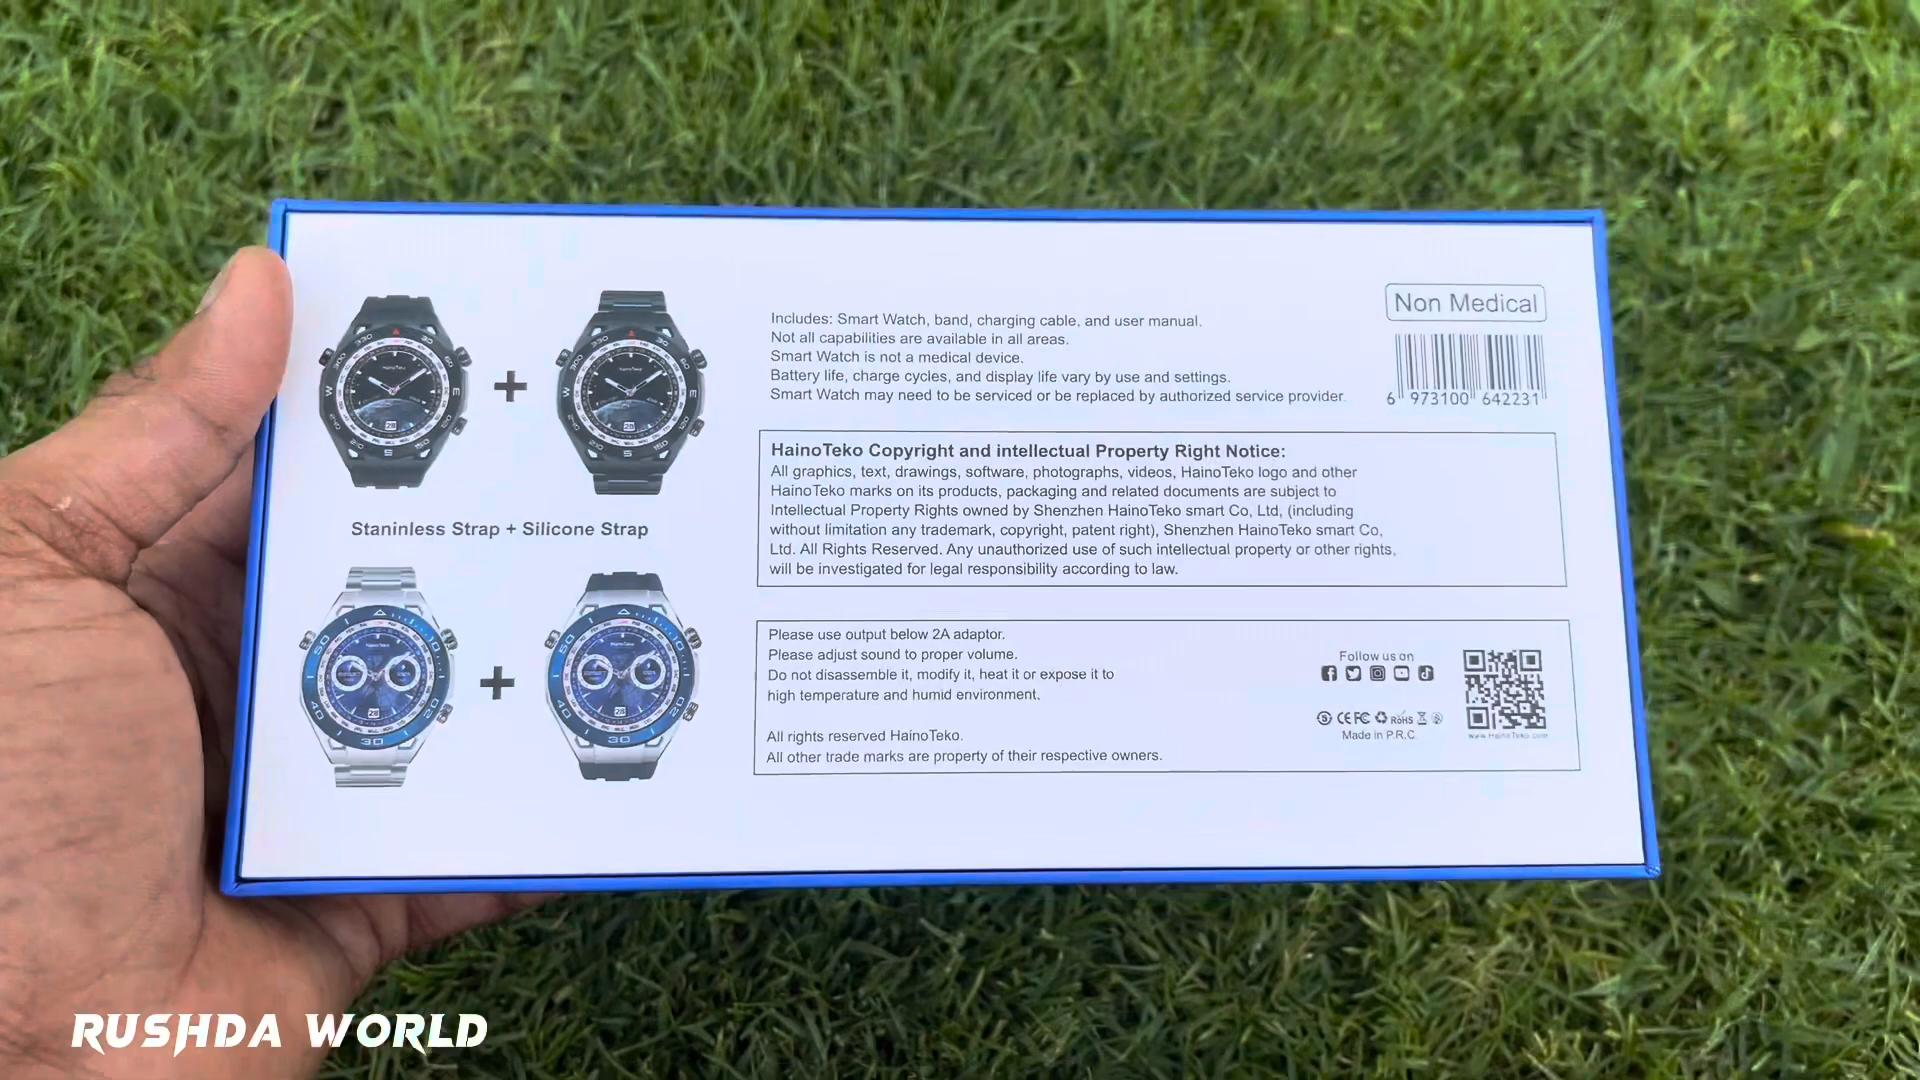 Non Medical
Includes: Smart Watch, band, charging cable, and user manual.
Not all capabilities are available in all areas.
Smart Watch is not a medical device.
Battery life, charge cycles, and display life vary by use and settings.
Smart Watch may need to be serviced or be replaced by authorized service provider.
6 973100 642231
Staninless Strap + Silicone Strap
HainoTeko Copyright and intellectual Property Right Notice:
All graphics, text, drawings, software, photographs, videos, HainoTeko logo and other
HainoTeko marks on its products, packaging and related documents are subject to
Intellectual Property Rights owned by Shenzhen HainoTeko smart Co, Ltd, (including
without limitation any trademark, copyright, patent right), Shenzhen HainoTeko smart Co,
Ltd. All Rights Reserved. Any unauthorized use of such intellectual property or other rights,
will be investigated for legal responsibility according to law.
Please use output below 2A adaptor.
Please adjust sound to proper volume.
Do not disassemble it, modify it, heat it or expose it to
high temperature and humid environment.
All rights reserved HainoTeko.
All other trade marks are property of their respective owners.
Follow us on
CE FC RoHS
Made in P.R.C.
www.HainoTeko.com
RUSHDA WORLD